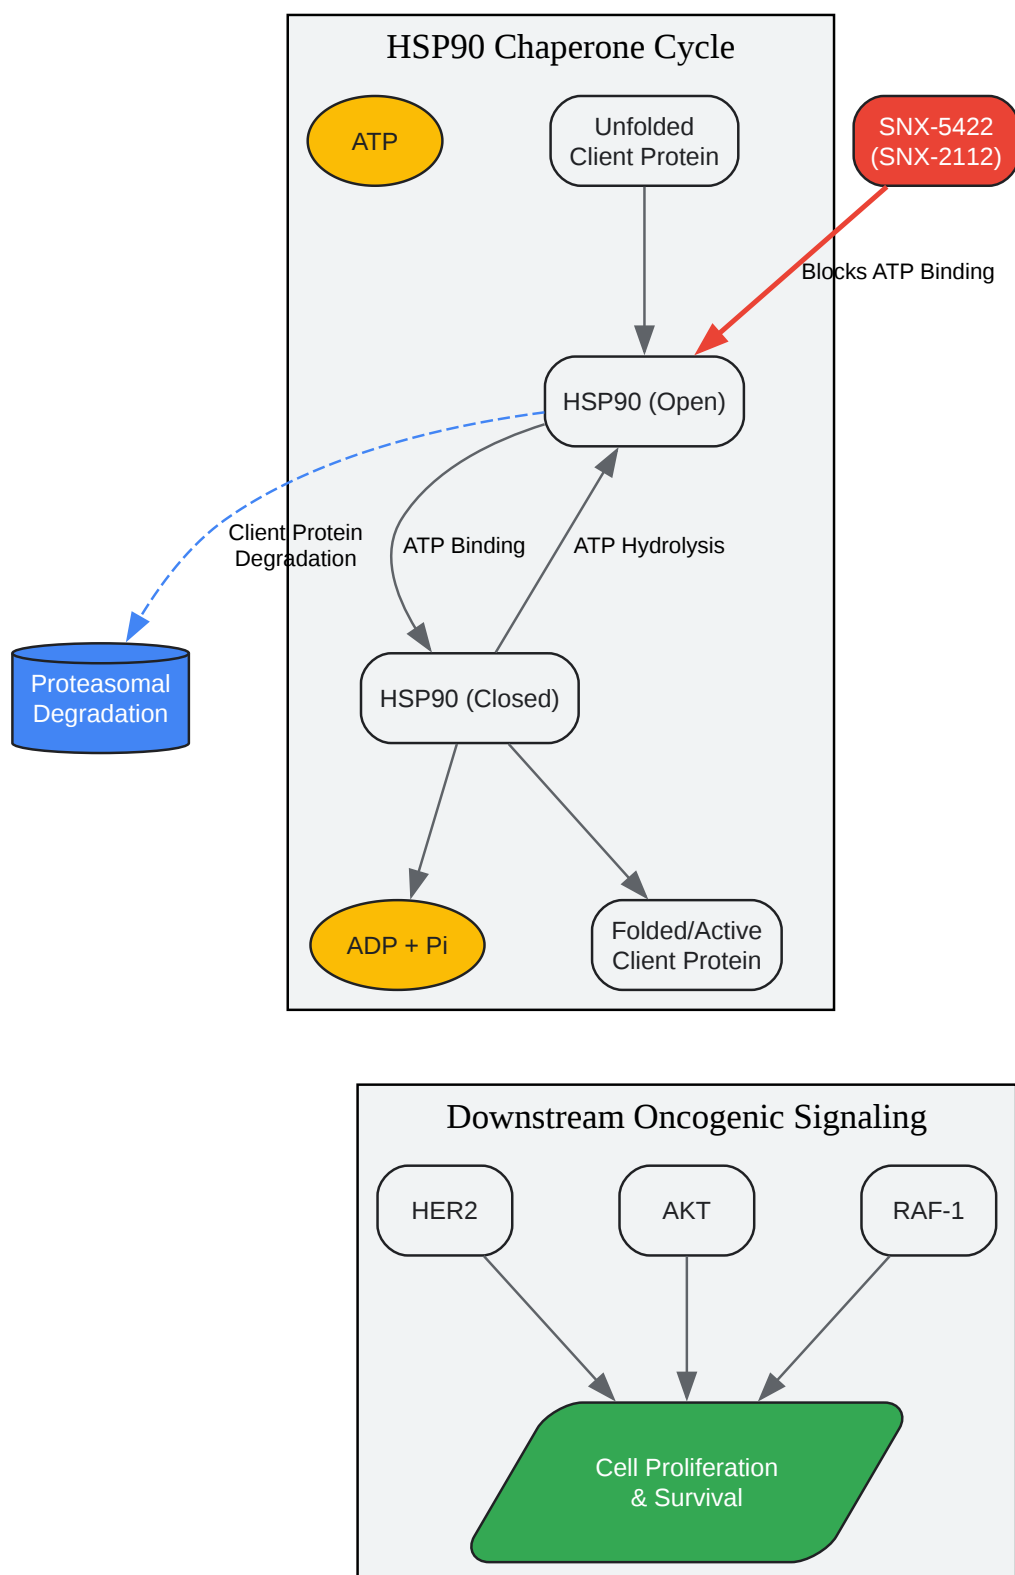 HSP90 Chaperone Cycle
ATP
Unfolded
Client Protein
SNX-5422
(SNX-2112)
Blocks ATP Binding
HSP90 (Open)
Client Protein
Degradation
ATP Binding
ATP Hydrolysis
Proteasomal
Degradation
HSP90 (Closed)
ADP + Pi
Folded/Active
Client Protein
Downstream Oncogenic Signaling
HER2
AKT
RAF-1
Cell Proliferation
& Survival